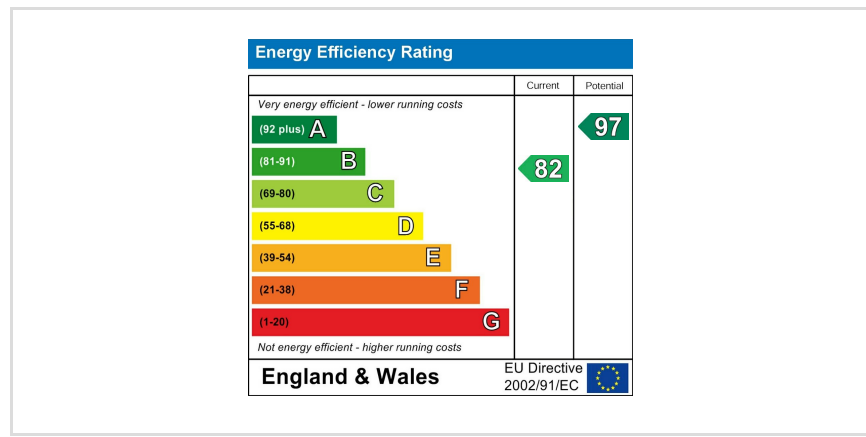 Energy Efficiency Rating
Current Potential
Very energy efficient - lower running costs
(92 plus) A
97
(81-91) B
82
(69-80) C
(55-68) D
(39-54) E
(21-38) F
(1-20) G
Not energy efficient - higher running costs
England & Wales
EU Directive
2002/91/EC